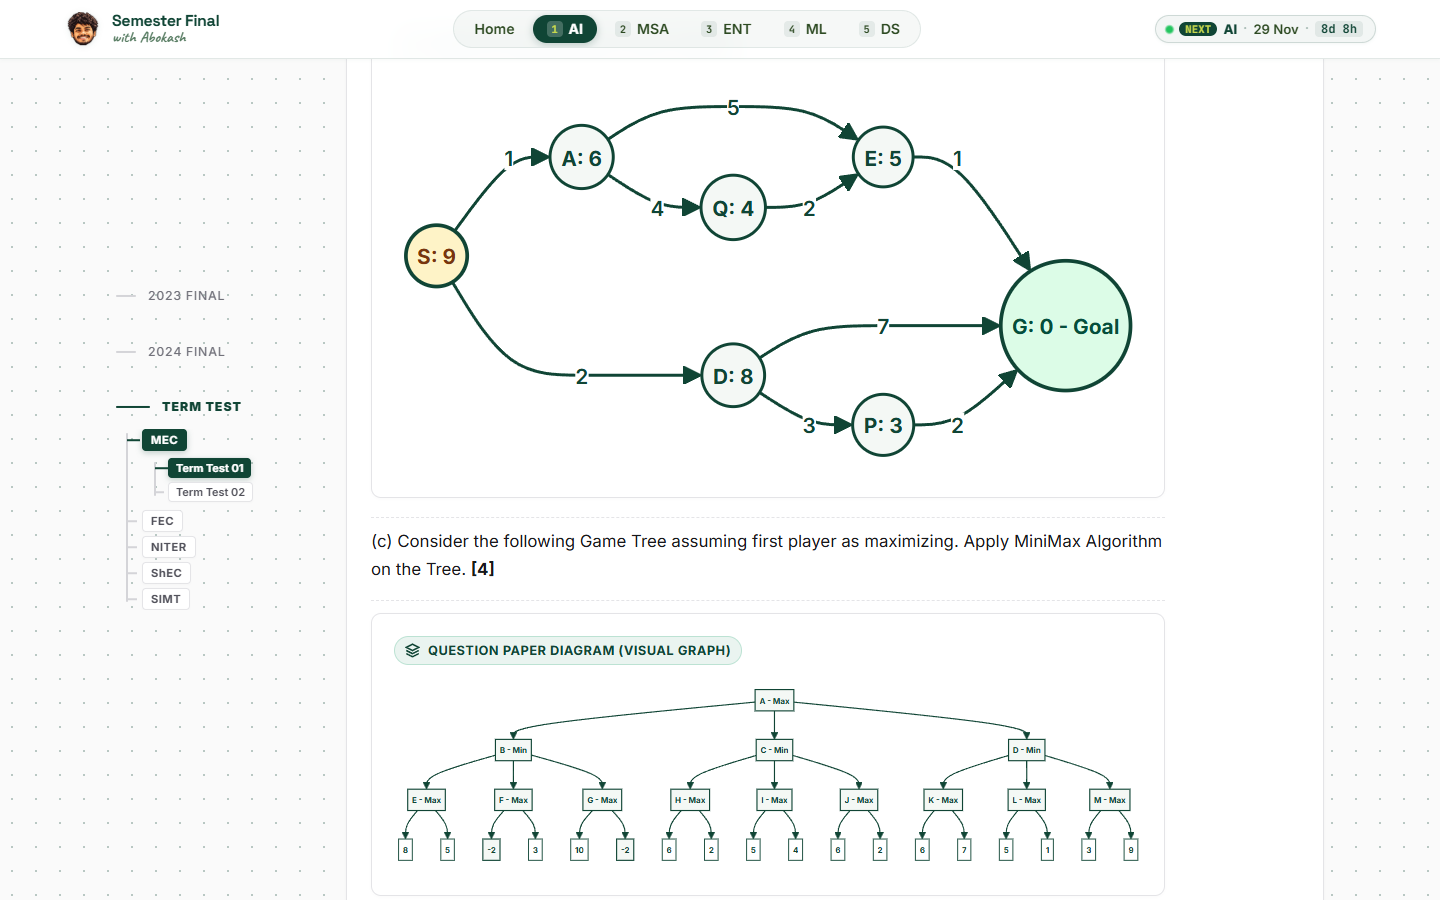 Semester Final
with Abokash
Home
1 AI
2 MSA
3 ENT
4 ML
5 DS
NEXT AI · 29 Nov · 8d 8h
2023 FINAL
2024 FINAL
TERM TEST
MEC
Term Test 01
Term Test 02
FEC
NITER
ShEC
SIMT
5
1
A: 6
E: 5
1
4
Q: 4
2
S: 9
G: 0 - Goal
7
2
D: 8
3
P: 3
2
(c) Consider the following Game Tree assuming first player as maximizing. Apply MiniMax Algorithm
on the Tree. [4]
QUESTION PAPER DIAGRAM (VISUAL GRAPH)
A - Max
B - Min
C - Min
D - Min
E - Max
F - Max
G - Max
H - Max
I - Max
J - Max
K - Max
L - Max
M - Max
8
5
-2
3
10
-2
6
2
5
4
6
2
6
7
5
1
3
9